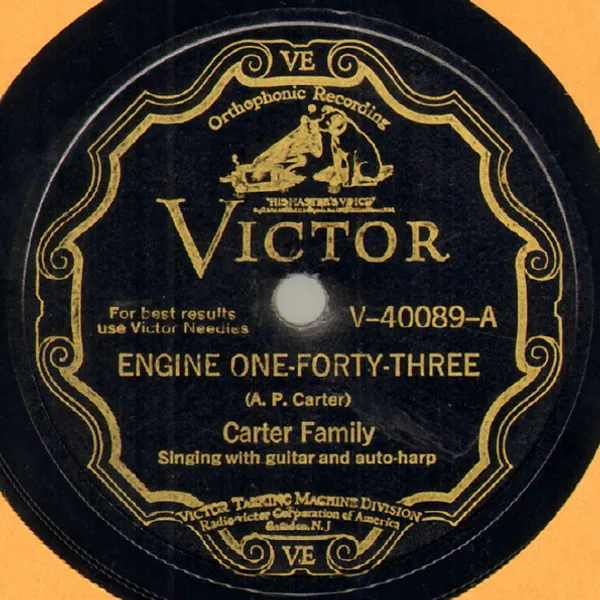 VE
Orthophonic Recording
"HIS MASTER'S VOICE"
VICTOR
For best results
use Victor Needles
V-40089-A
ENGINE ONE-FORTY-THREE
(A. P. Carter)
Carter Family
Singing with guitar and auto-harp
VICTOR TALKING MACHINE DIVISION
Radio-Victor Corporation of America
Camden, N. J
VE